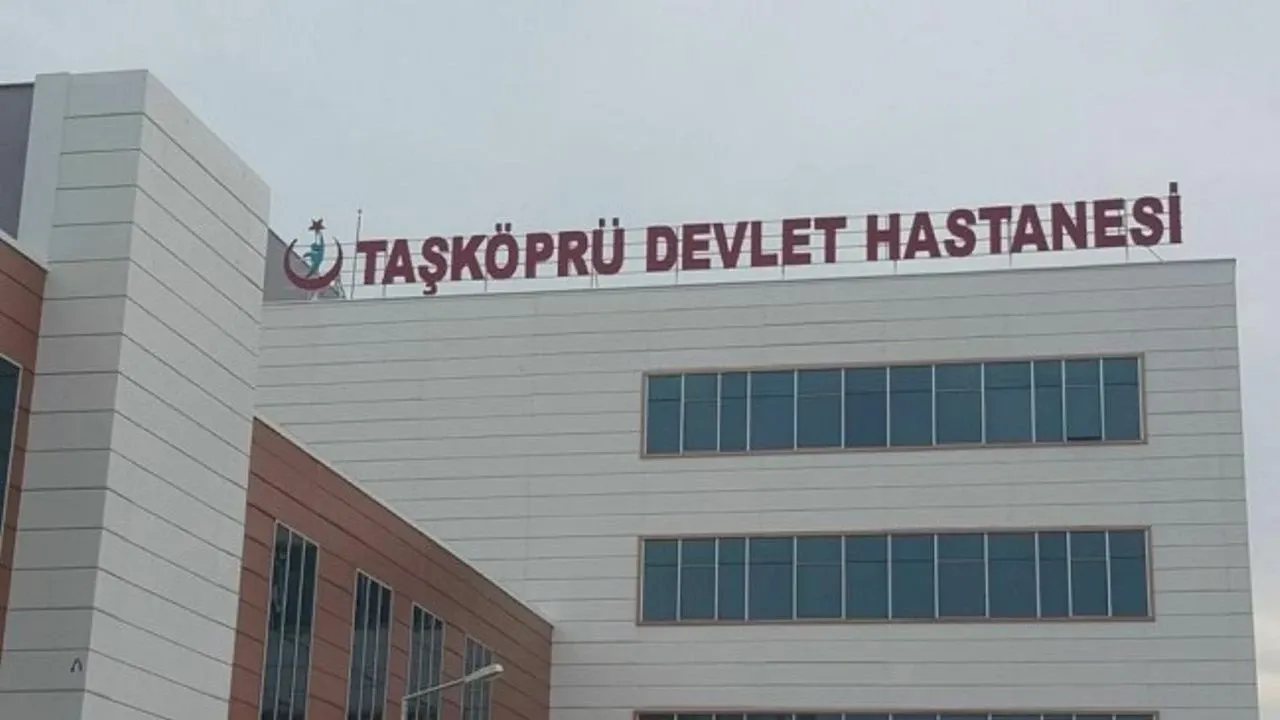 TAŞKÖPRÜ DEVLET HASTANESİ